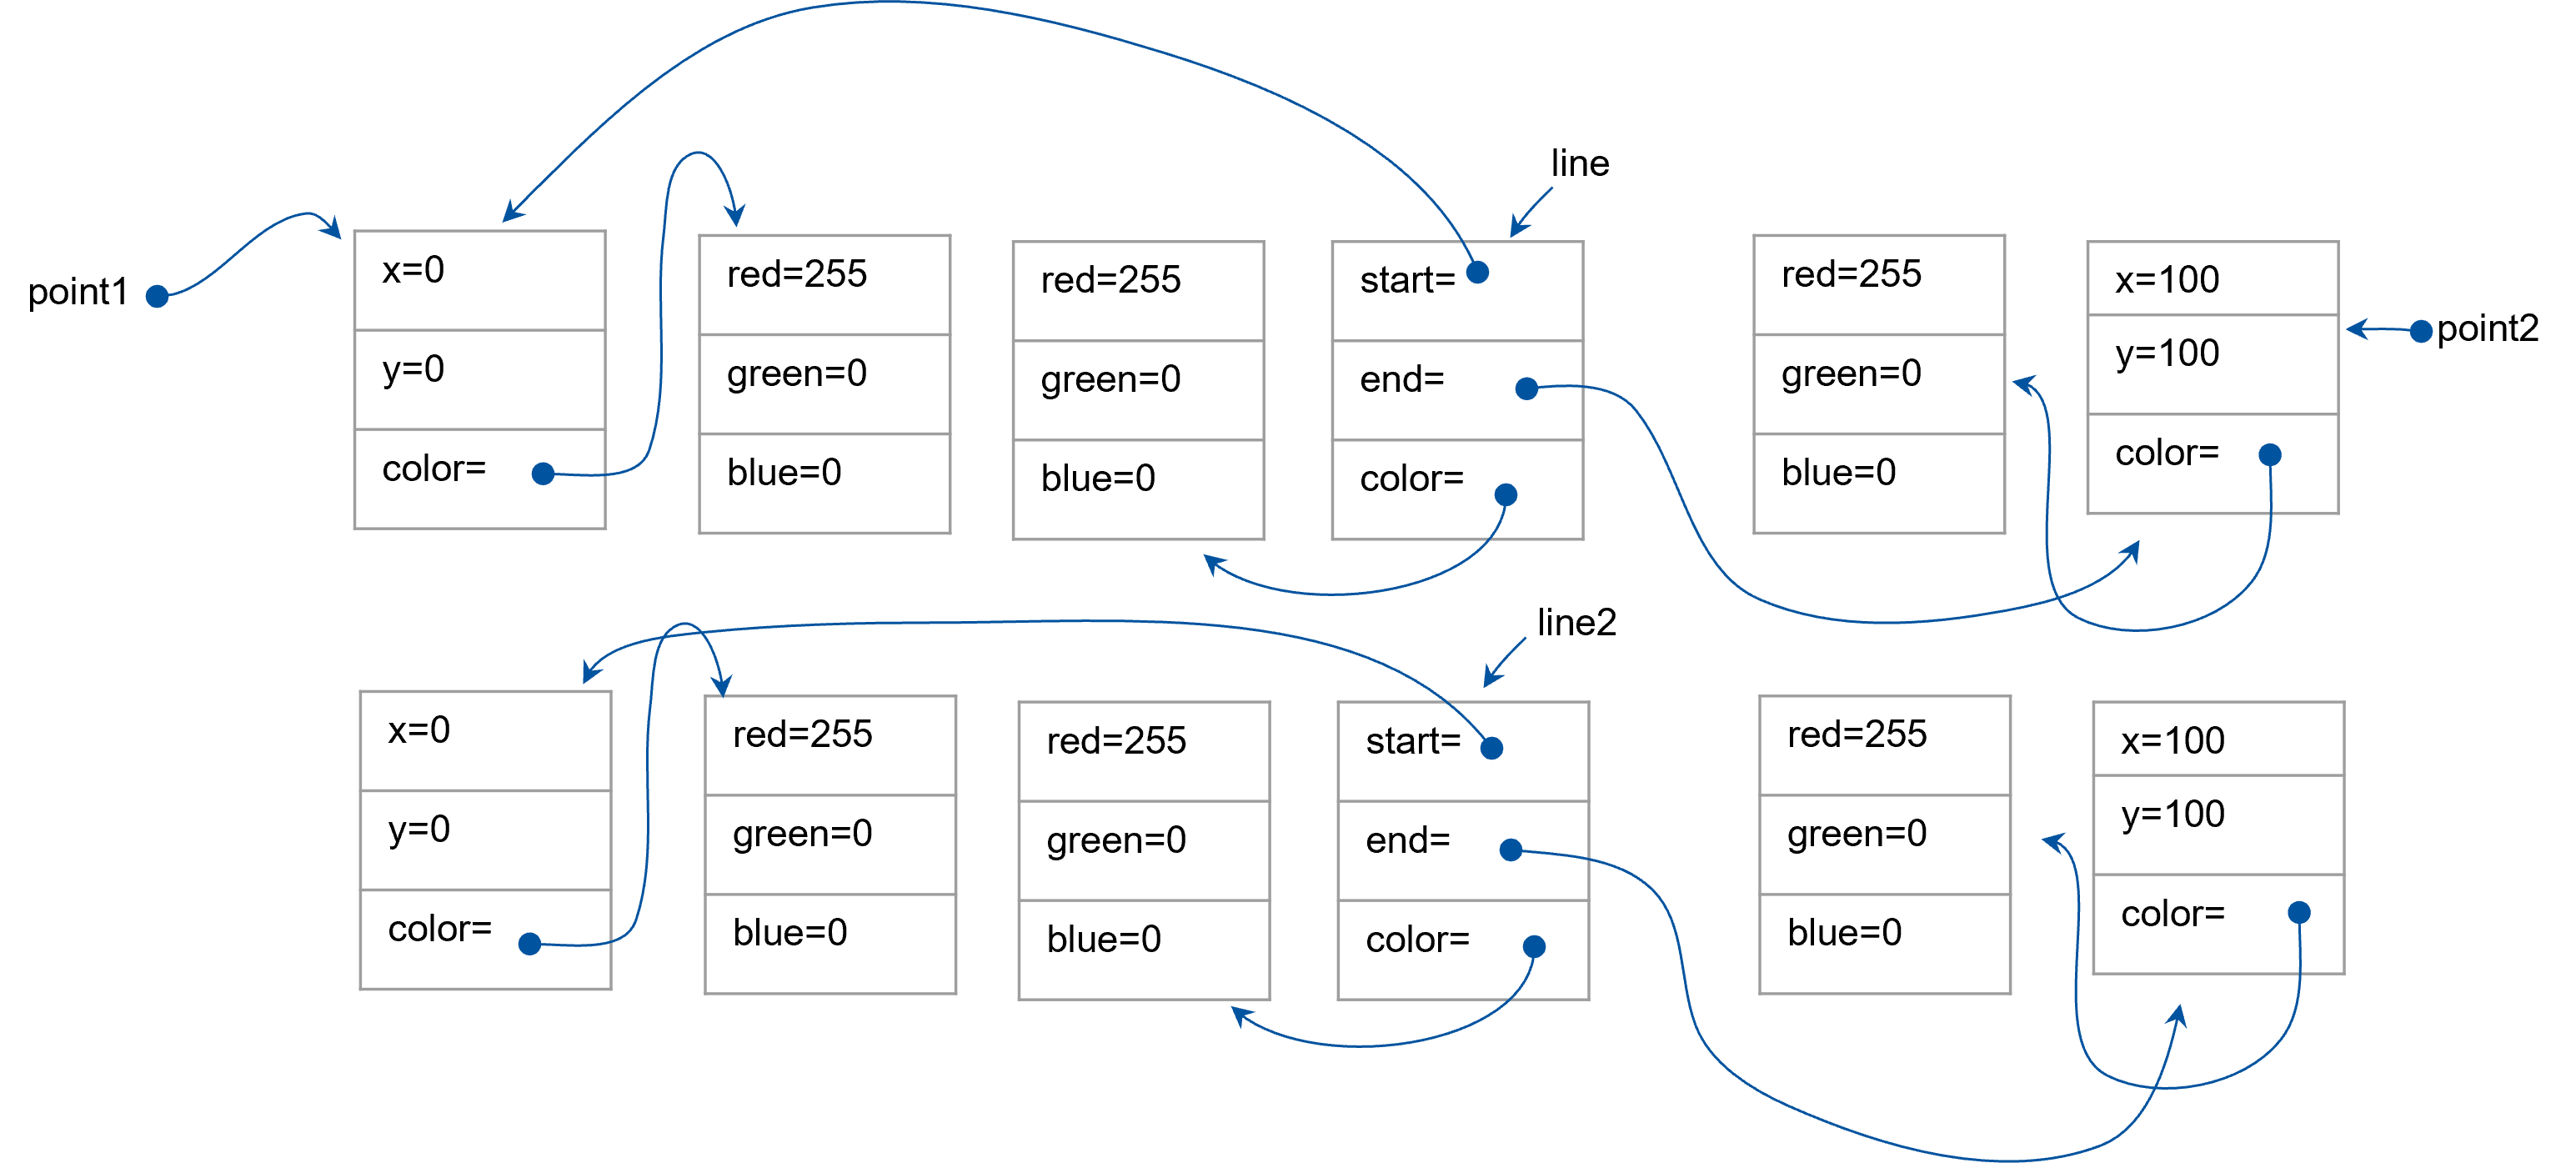 line
point1
x=0
y=0
color=
red=255
green=0
blue=0
red=255
green=0
blue=0
start=
end=
color=
red=255
green=0
blue=0
x=100
y=100
color=
point2
line2
x=0
y=0
color=
red=255
green=0
blue=0
red=255
green=0
blue=0
start=
end=
color=
red=255
green=0
blue=0
x=100
y=100
color=